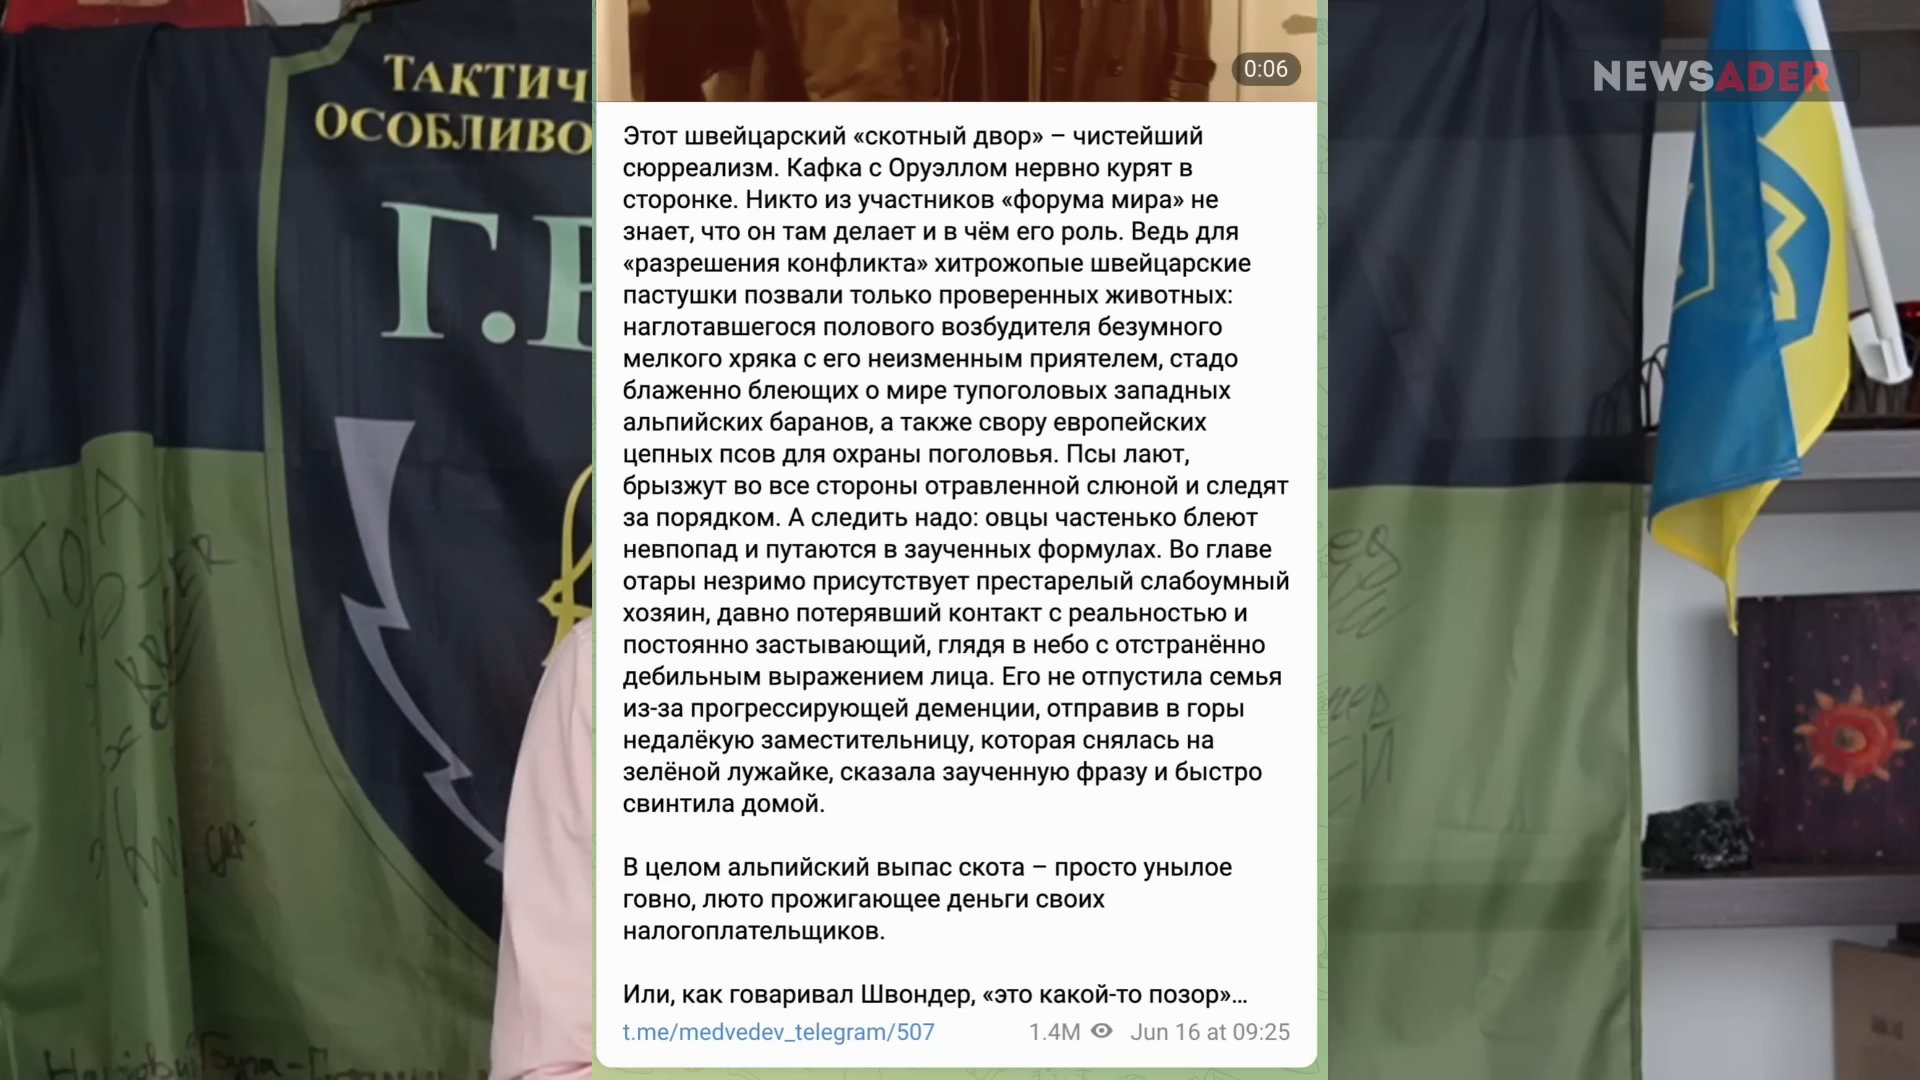 ТАКТИЧ
ОСОБЛИВО
Г.
NEWSADER
0:06
Этот швейцарский «скотный двор» – чистейший
сюрреализм. Кафка с Оруэллом нервно курят в
сторонке. Никто из участников «форума мира» не
знает, что он там делает и в чём его роль. Ведь для
«разрешения конфликта» хитрожопые швейцарские
пастушки позвали только проверенных животных:
наглотавшегося полового возбудителя безумного
мелкого хряка с его неизменным приятелем, стадо
блаженно блеющих о мире тупоголовых западных
альпийских баранов, а также свору европейских
цепных псов для охраны поголовья. Псы лают,
брызжут во все стороны отравленной слюной и следят
за порядком. А следить надо: овцы частенько блеют
невпопад и путаются в заученных формулах. Во главе
отары незримо присутствует престарелый слабоумный
хозяин, давно потерявший контакт с реальностью и
постоянно застывающий, глядя в небо с отстранённо
дебильным выражением лица. Его не отпустила семья
из-за прогрессирующей деменции, отправив в горы
недалёкую заместительницу, которая снялась на
зелёной лужайке, сказала заученную фразу и быстро
свинтила домой.
В целом альпийский выпас скота – просто унылое
говно, люто прожигающее деньги своих
налогоплательщиков.
Или, как говаривал Швондер, «это какой-то позор»...
t.me/medvedev_telegram/507 1.4M Jun 16 at 09:25